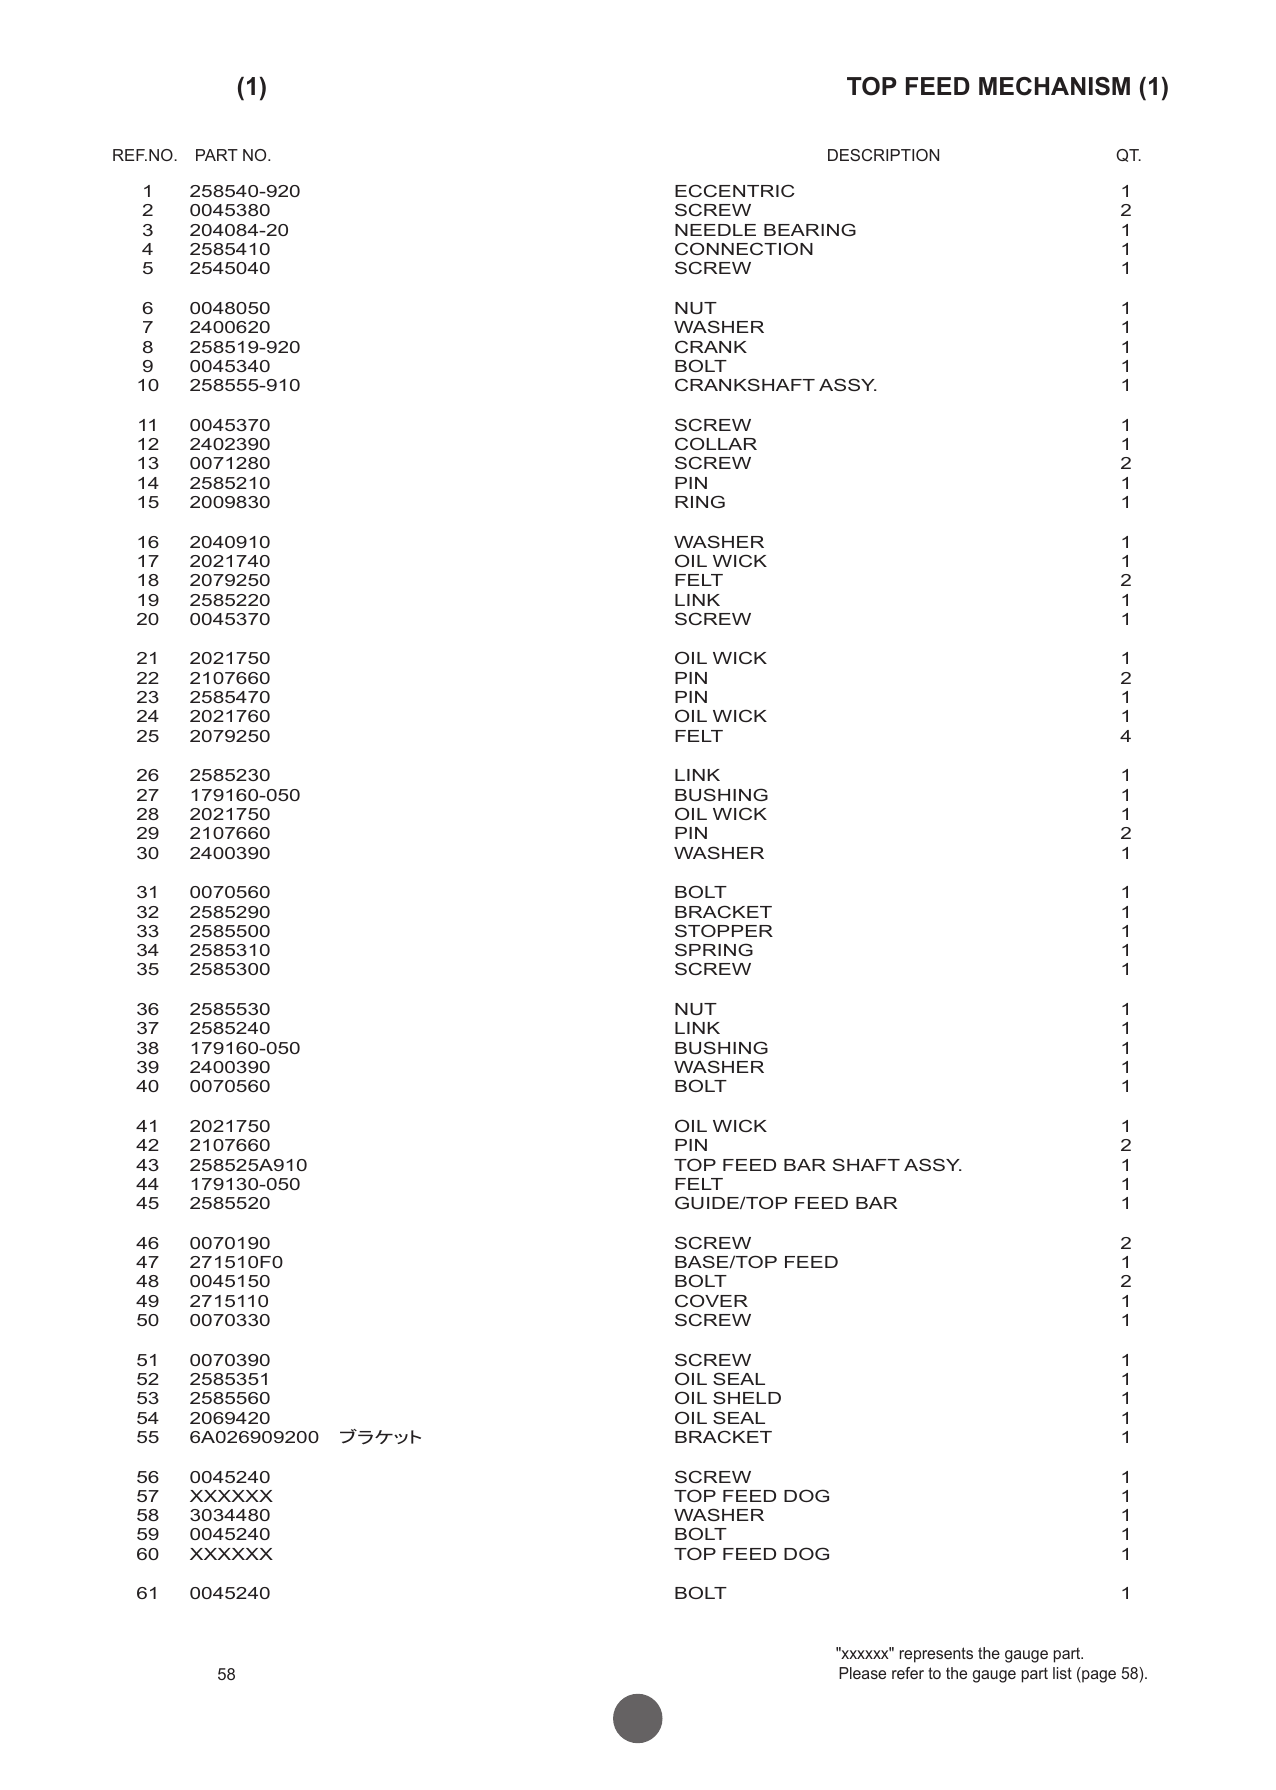 (1) TOP FEED MECHANISM (1)
REF.NO. PART NO. DESCRIPTION QT.
1 258540-920 ECCENTRIC 1
2 0045380 SCREW 2
3 204084-20 NEEDLE BEARING 1
4 2585410 CONNECTION 1
5 2545040 SCREW 1
6 0048050 NUT 1
7 2400620 WASHER 1
8 258519-920 CRANK 1
9 0045340 BOLT 1
10 258555-910 CRANKSHAFT ASSY. 1
11 0045370 SCREW 1
12 2402390 COLLAR 1
13 0071280 SCREW 2
14 2585210 PIN 1
15 2009830 RING 1
16 2040910 WASHER 1
17 2021740 OIL WICK 1
18 2079250 FELT 2
19 2585220 LINK 1
20 0045370 SCREW 1
21 2021750 OIL WICK 1
22 2107660 PIN 2
23 2585470 PIN 1
24 2021760 OIL WICK 1
25 2079250 FELT 4
26 2585230 LINK 1
27 179160-050 BUSHING 1
28 2021750 OIL WICK 1
29 2107660 PIN 2
30 2400390 WASHER 1
31 0070560 BOLT 1
32 2585290 BRACKET 1
33 2585500 STOPPER 1
34 2585310 SPRING 1
35 2585300 SCREW 1
36 2585530 NUT 1
37 2585240 LINK 1
38 179160-050 BUSHING 1
39 2400390 WASHER 1
40 0070560 BOLT 1
41 2021750 OIL WICK 1
42 2107660 PIN 2
43 258525A910 TOP FEED BAR SHAFT ASSY. 1
44 179130-050 FELT 1
45 2585520 GUIDE/TOP FEED BAR 1
46 0070190 SCREW 2
47 271510F0 BASE/TOP FEED 1
48 0045150 BOLT 2
49 2715110 COVER 1
50 0070330 SCREW 1
51 0070390 SCREW 1
52 2585351 OIL SEAL 1
53 2585560 OIL SHELD 1
54 2069420 OIL SEAL 1
55 6A026909200 ブラケット BRACKET 1
56 0045240 SCREW 1
57 XXXXXX TOP FEED DOG 1
58 3034480 WASHER 1
59 0045240 BOLT 1
60 XXXXXX TOP FEED DOG 1
61 0045240 BOLT 1
"xxxxxx" represents the gauge part.
58 Please refer to the gauge part list (page 58).